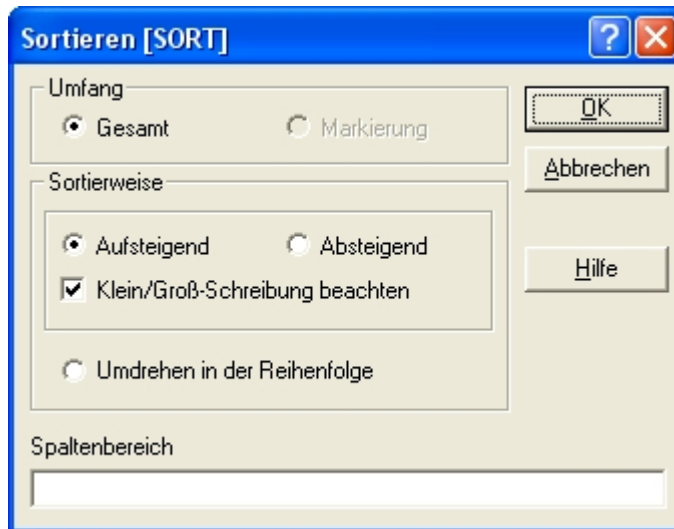 Sortieren [SORT]
Umfang
Gesamt Markierung
OK
Abbrechen
Sortierweise
Aufsteigend Absteigend
Klein/Groß-Schreibung beachten
Hilfe
Umdrehen in der Reihenfolge
Spaltenbereich